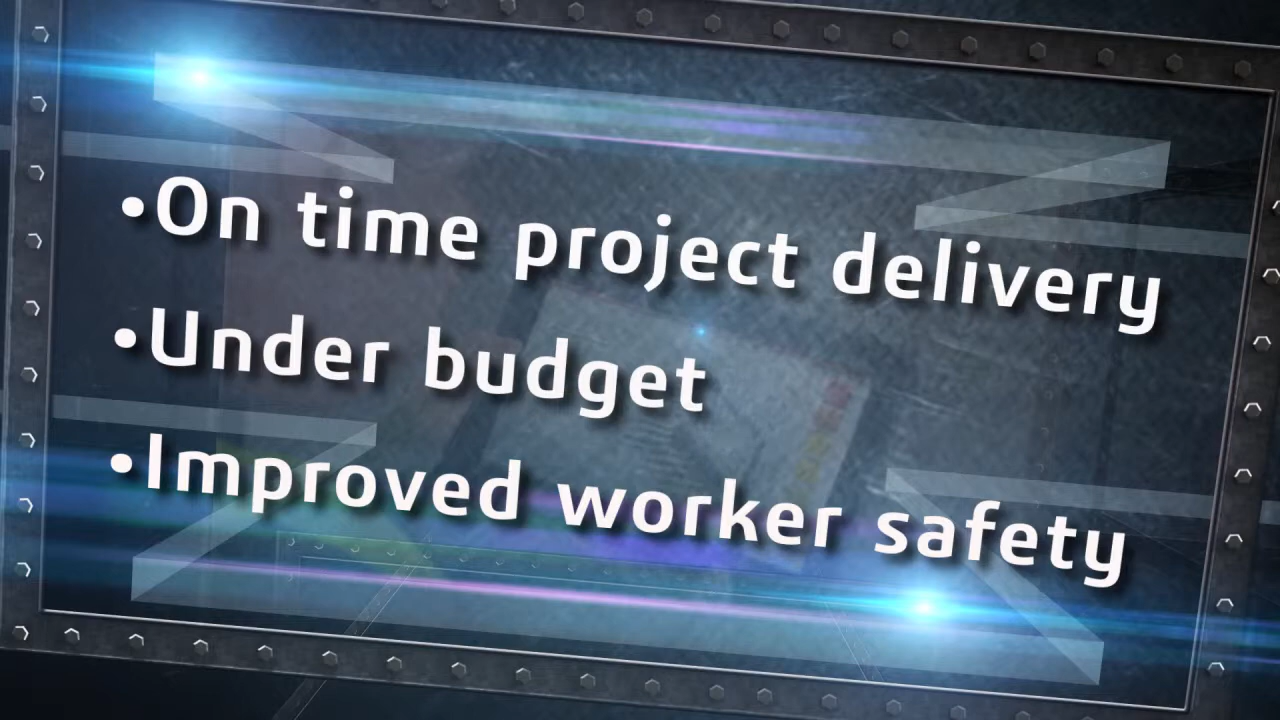 •On time project delivery
•Under budget
•Improved worker safety